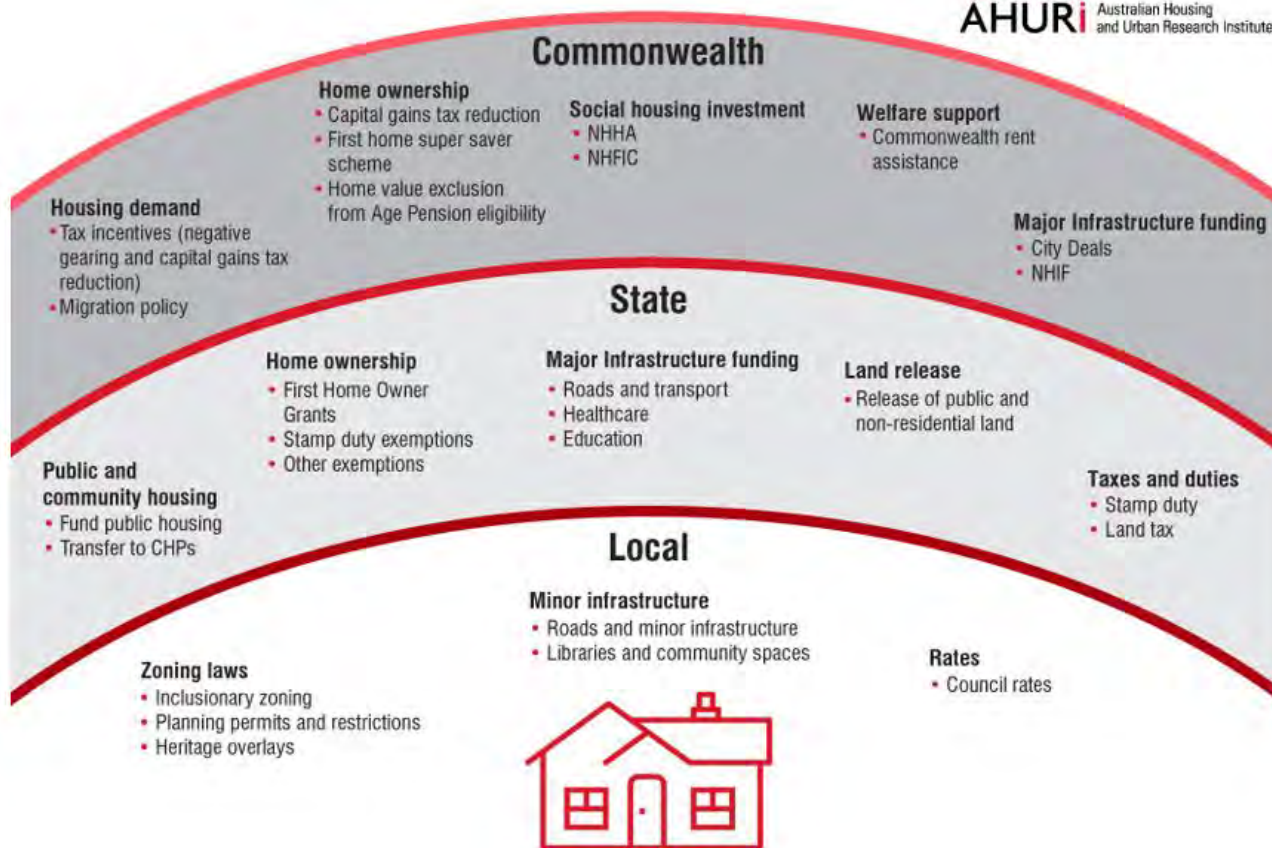 AHURI Australian Housing
and Urban Research Institute
Commonwealth
Housing demand
• Tax incentives (negative
gearing and capital gains tax
reduction)
• Migration policy
Home ownership
• Capital gains tax reduction
• First home super saver
scheme
• Home value exclusion
from Age Pension eligibility
Social housing investment
• NHHA
• NHFIC
Welfare support
• Commonwealth rent
assistance
Major Infrastructure funding
• City Deals
• NHIF
State
Public and
community housing
• Fund public housing
• Transfer to CHPs
Home ownership
• First Home Owner
Grants
• Stamp duty exemptions
• Other exemptions
Major Infrastructure funding
• Roads and transport
• Healthcare
• Education
Land release
• Release of public and
non-residential land
Taxes and duties
• Stamp duty
• Land tax
Local
Zoning laws
• Inclusionary zoning
• Planning permits and restrictions
• Heritage overlays
Minor infrastructure
• Roads and minor infrastructure
• Libraries and community spaces
Rates
• Council rates